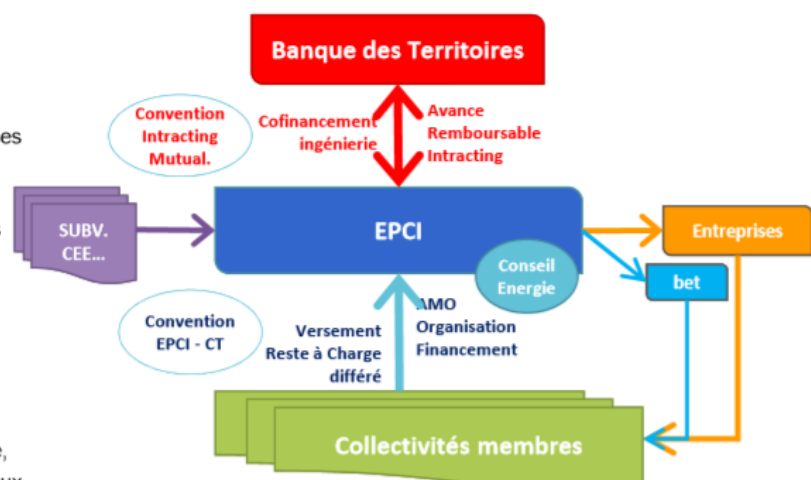 Banque des Territoires
Convention
Intracting
Mutual.
Cofinancement
ingénierie
Avance
Remboursable
Intracting
es
s
SUBV.
CEE...
EPCI
Entreprises
Conseil
Energie
bet
Convention
EPCI - CT
Versement
Reste à Charge
différé
AMO
Organisation
Financement
Collectivités membres
e,